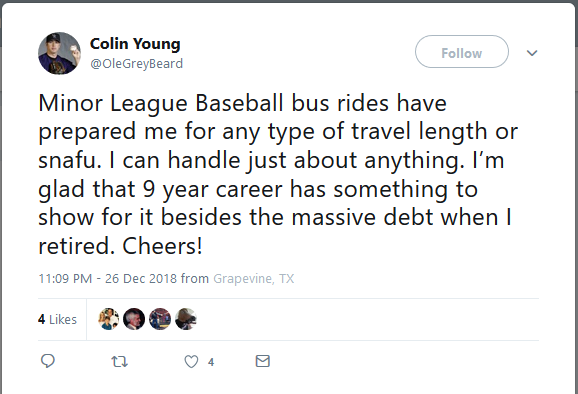 Colin Young
@OleGreyBeard
Follow
Minor League Baseball bus rides have
prepared me for any type of travel length or
snafu. I can handle just about anything. I’m
glad that 9 year career has something to
show for it besides the massive debt when I
retired. Cheers!
11:09 PM - 26 Dec 2018 from Grapevine, TX
4 Likes
4